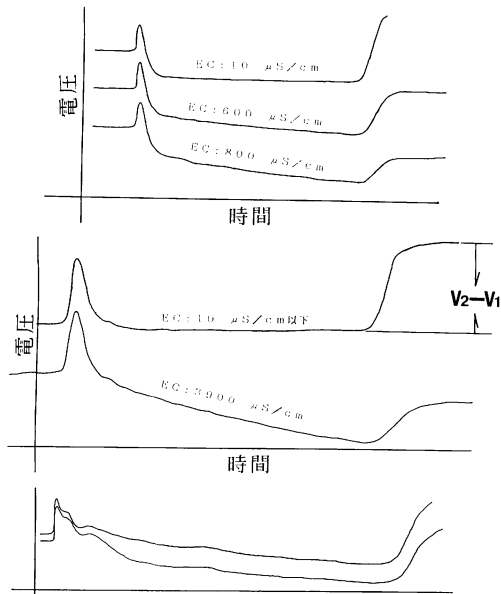 EC:10 μS/cm
EC:600 μS/cm
EC:800 μS/cm
電圧
時間
V₂—V₁
EC:10 μS/cm以下
電圧
EC:3900 μS/cm
時間